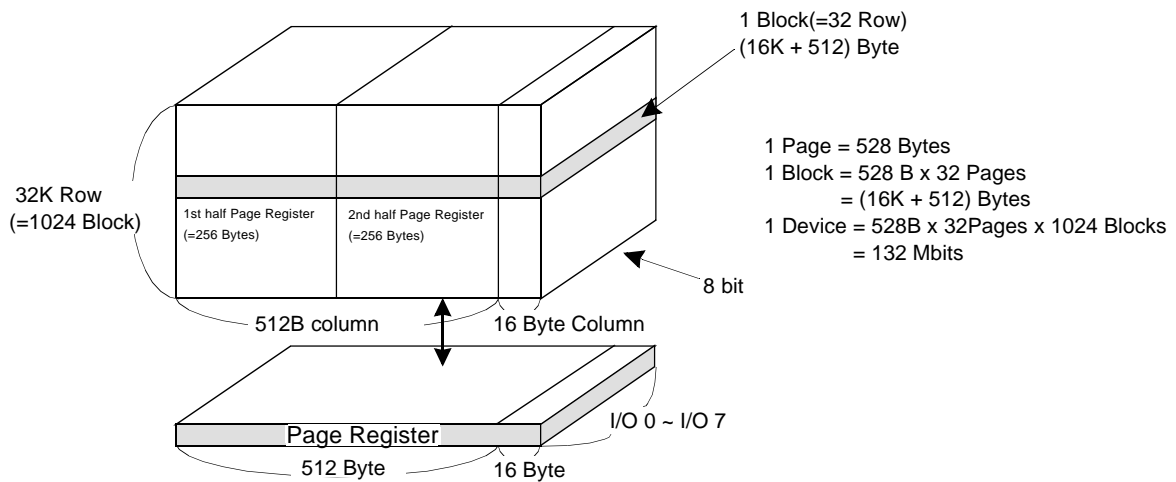 1 Block(=32 Row)
(16K + 512) Byte
1 Page = 528 Bytes
1 Block = 528 B x 32 Pages
= (16K + 512) Bytes
1 Device = 528B x 32Pages x 1024 Blocks
= 132 Mbits
32K Row
(=1024 Block)
1st half Page Register
(=256 Bytes)
2nd half Page Register
(=256 Bytes)
8 bit
512B column
16 Byte Column
I/O 0 ~ I/O 7
Page Register
512 Byte
16 Byte